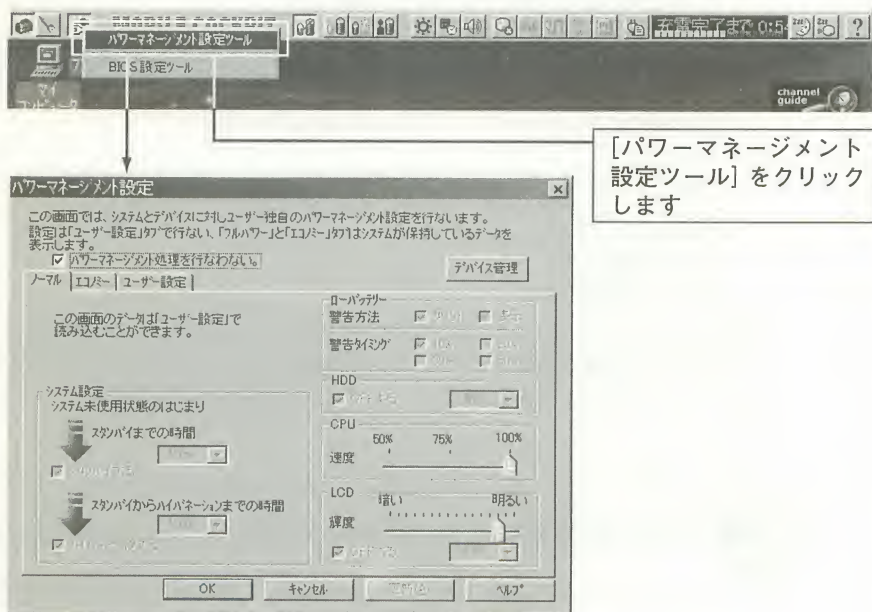 パワーマネージメント設定ツール
BIOS 設定ツール
充電完了まで 0:5
?
マイ
コンピュータ
channel
guide
[パワーマネージメント
設定ツール] をクリック
します
パワーマネージメント設定
この画面では、システムとデバイスに対しユーザー独自のパワーマネージメント設定を行ないます。
設定は「ユーザー設定」タブで行ない、「フルパワー」と「エコノミー」タブはシステムが保持しているデータを
表示します。
パワーマネージメント処理を行なわない。
デバイス管理
ノーマル エコノミー ユーザー設定
この画面のデータは「ユーザー設定」で
読み込むことができます。
ローバッテリー
警告方法
警告タイミング
HDD
システム設定
システム未使用状態のはじまり
スタンバイまでの時間
スタンバイからハイバネーションまでの時間
CPU
50% 75% 100%
速度
LCD
暗い 明るい
輝度
OK キャンセル ヘルプ